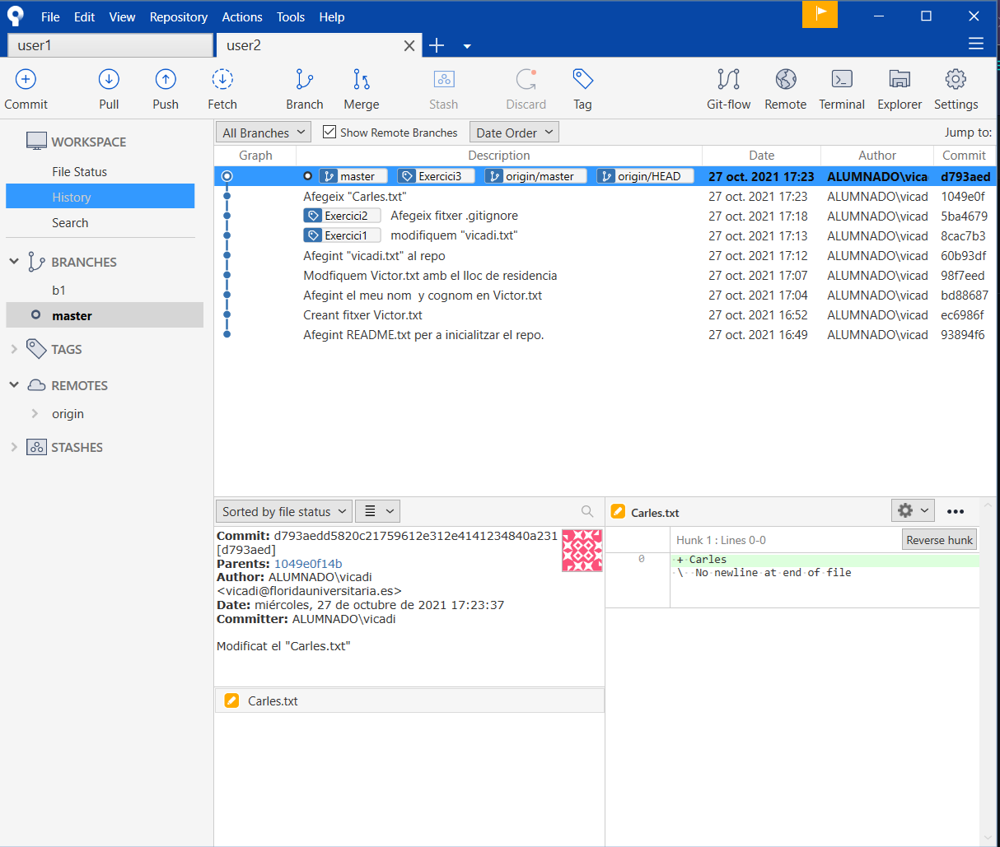 File Edit View Repository Actions Tools Help
user1 user2
Commit Pull Push Fetch Branch Merge Stash Discard Tag Git-flow Remote Terminal Explorer Settings
WORKSPACE
File Status
History
Search
BRANCHES
b1
master
TAGS
REMOTES
origin
STASHES
All Branches Show Remote Branches Date Order Jump to:
Graph Description Date Author Commit
master Exercici3 origin/master origin/HEAD 27 oct. 2021 17:23 ALUMNADO\vica d793aed
Afegeix "Carles.txt" 27 oct. 2021 17:23 ALUMNADO\vicad 1049e0f
Exercici2 Afegeix fitxer .gitignore 27 oct. 2021 17:18 ALUMNADO\vicad 5ba4679
Exercici1 modifiquem "vicadi.txt" 27 oct. 2021 17:13 ALUMNADO\vicad 8cac7b3
Afegint "vicadi.txt" al repo 27 oct. 2021 17:12 ALUMNADO\vicad 60b93df
Modfiquem Victor.txt amb el lloc de residencia 27 oct. 2021 17:07 ALUMNADO\vicad 98f7eed
Afegint el meu nom y cognom en Victor.txt 27 oct. 2021 17:04 ALUMNADO\vicad bd88687
Creant fitxer Victor.txt 27 oct. 2021 16:52 ALUMNADO\vicad ec6986f
Afegint README.txt per a inicialitzar el repo. 27 oct. 2021 16:49 ALUMNADO\vicad 93894f6
Sorted by file status
Commit: d793aedd5820c21759612e312e4141234840a231
[d793aed]
Parents: 1049e0f14b
Author: ALUMNADO\vicadi
<vicadi@floridauniversitaria.es>
Date: miércoles, 27 de octubre de 2021 17:23:37
Committer: ALUMNADO\vicadi
Modificat el "Carles.txt"
Carles.txt
Carles.txt
Hunk 1 : Lines 0-0 Reverse hunk
0 + Carles
\ No newline at end of file